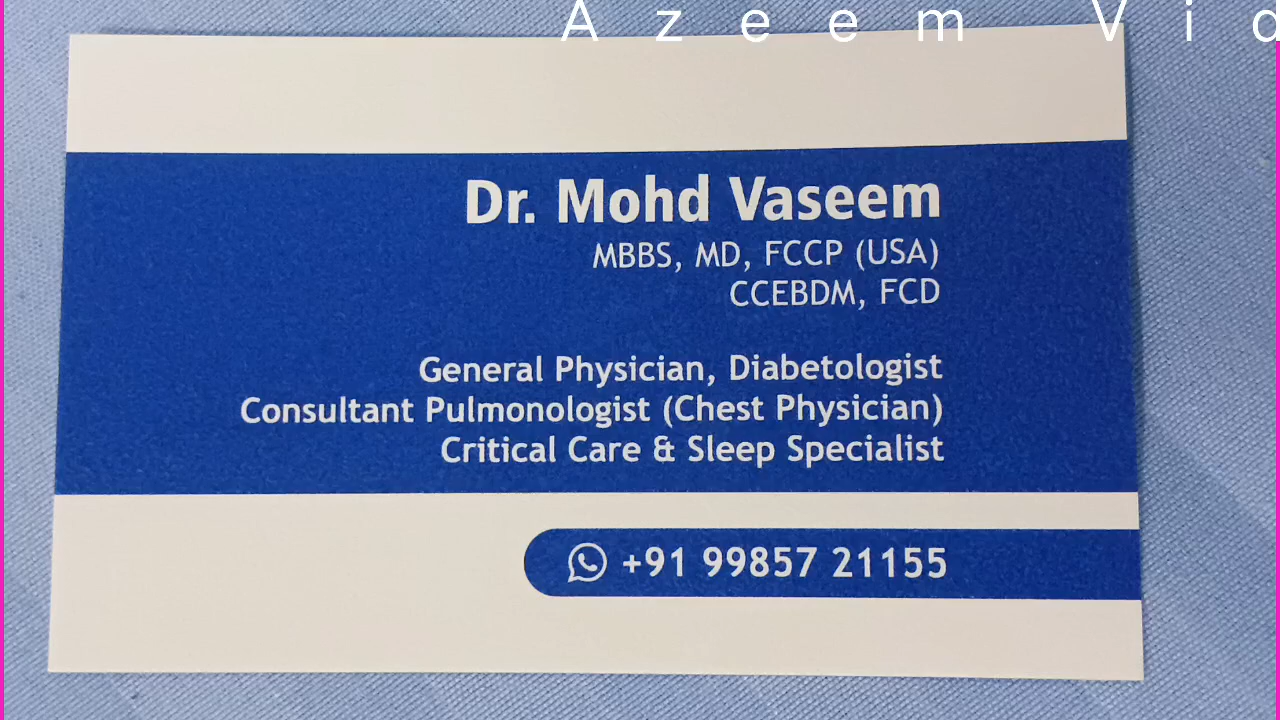 Azeem
Dr. Mohd Vaseem
MBBS, MD, FCCP (USA)
CCEBDM, FCD
General Physician, Diabetologist
Consultant Pulmonologist (Chest Physician)
Critical Care & Sleep Specialist
+91 99857 21155